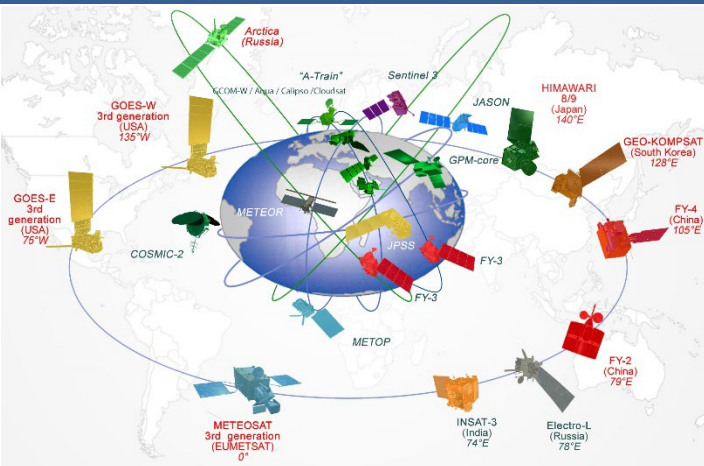 Arctica
(Russia)
"A-Train"
GCOM-W / Aqua / Calipso /Cloudsat
Sentinel 3
JASON
HIMAWARI
8/9
(Japan)
140°E
GOES-W
3rd generation
(USA)
135°W
GPM-core
GEO-KOMPSAT
(South Korea)
128°E
GOES-E
3rd
generation
(USA)
75°W
METEOR
FY-4
(China)
105°E
COSMIC-2
JPSS
FY-3
FY-3
METOP
FY-2
(China)
79°E
METEOSAT
3rd generation
(EUMETSAT)
0°
INSAT-3
(India)
74°E
Electro-L
(Russia)
78°E